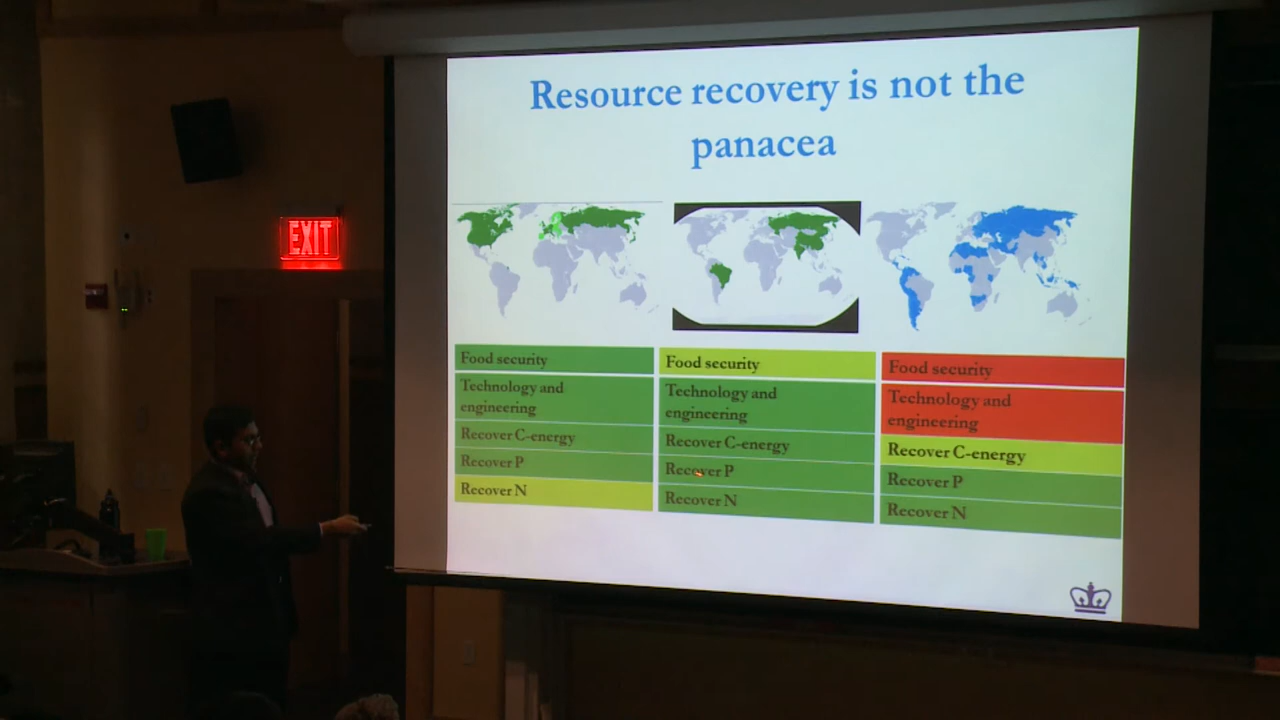 Resource recovery is not the
panacea
EXIT
Food security
Technology and
engineering
Recover C-energy
Recover P
Recover N
Food security
Technology and
engineering
Recover C-energy
Recover P
Recover N
Food security
Technology and
engineering
Recover C-energy
Recover P
Recover N